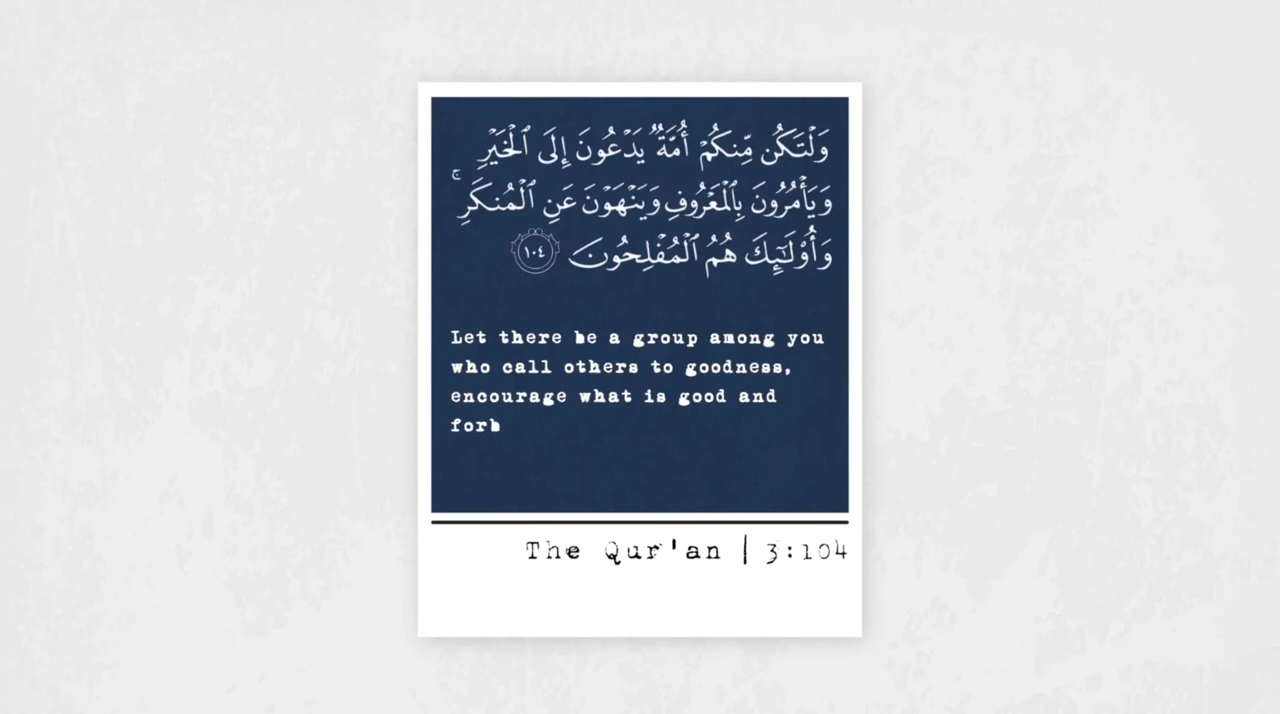 وَلْتَكُن مِّنكُمْ أُمَّةٌ يَدْعُونَ إِلَى ٱلْخَيْرِ
وَيَأْمُرُونَ بِٱلْمَعْرُوفِ وَيَنْهَوْنَ عَنِ ٱلْمُنكَرِ ۚ
وَأُو۟لَـٰٓئِكَ هُمُ ٱلْمُفْلِحُونَ ١٠٤
Let there be a group among you
who call others to goodness,
encourage what is good and
forb
The Qur'an | 3:104